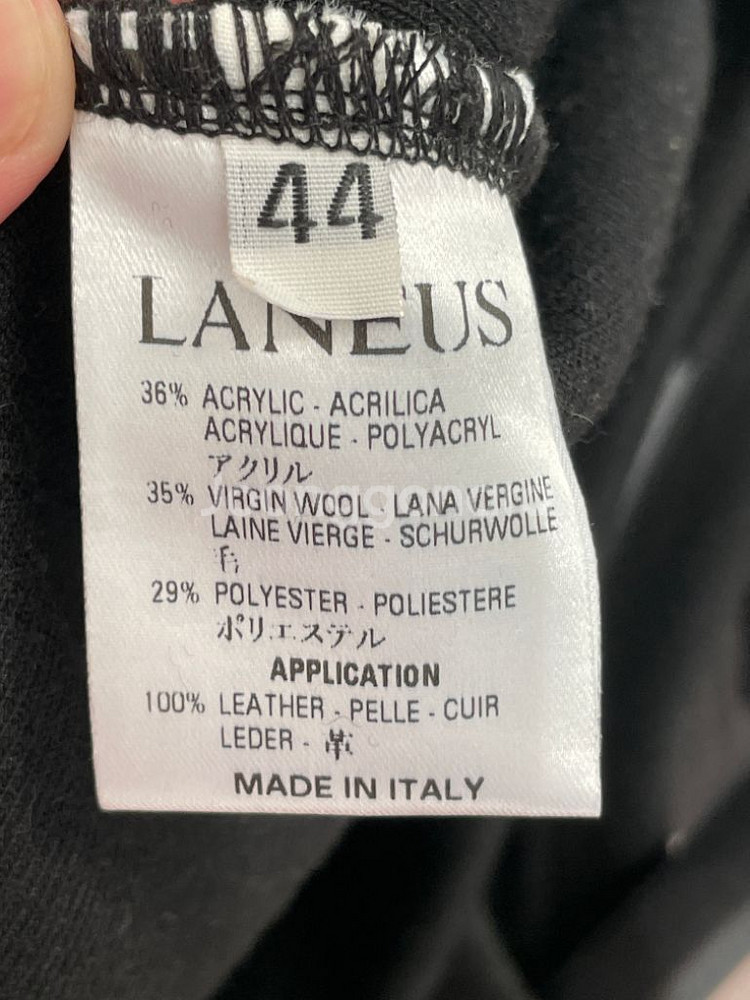 44
LANEUS
36% ACRYLIC - ACRILICA
ACRYLIQUE - POLYACRYL
アクリル
35% VIRGIN WOOL - LANA VERGINE
LAINE VIERGE - SCHURWOLLE
毛
29% POLYESTER - POLIESTERE
ポリエステル
APPLICATION
100% LEATHER - PELLE - CUIR
LEDER - 革
MADE IN ITALY